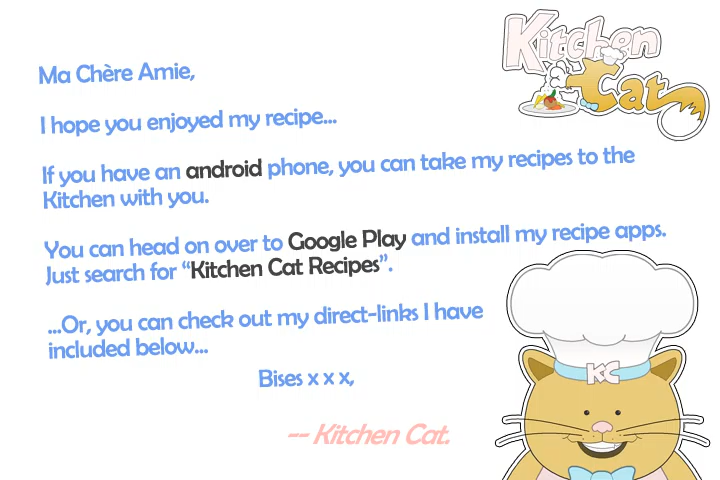 Kitchen
Cat
Ma Chère Amie,
I hope you enjoyed my recipe...
If you have an android phone, you can take my recipes to the
Kitchen with you.
You can head on over to Google Play and install my recipe apps.
Just search for “Kitchen Cat Recipes”.
...Or, you can check out my direct-links I have
included below...
Bises x x x,
-- Kitchen Cat.
KC